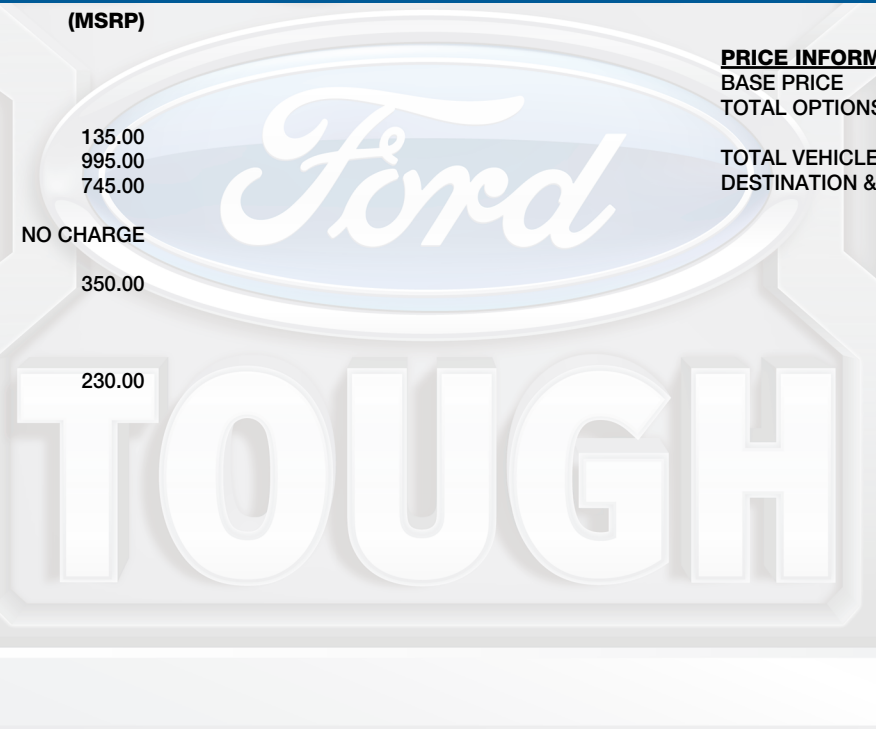 (MSRP)
135.00
995.00
745.00
NO CHARGE
350.00
230.00
PRICE INFORM
BASE PRICE
TOTAL OPTIONS
TOTAL VEHICLE
DESTINATION &
Ford
TOUGH